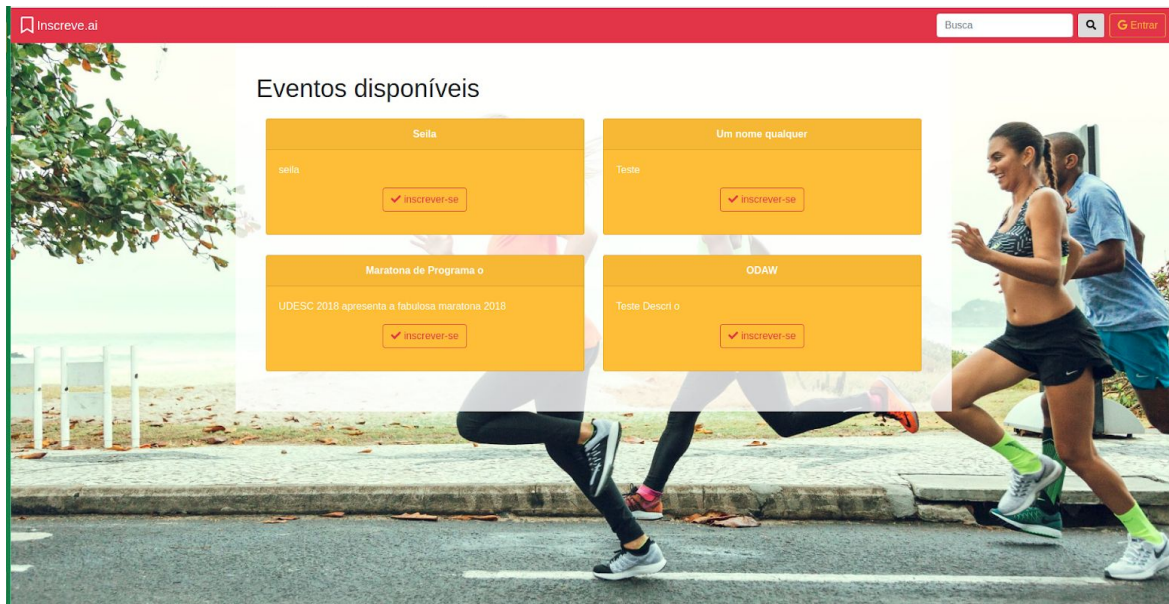 Inscreve.ai
Busca
Entrar
Eventos disponíveis
Seila
seila
inscrever-se
Um nome qualquer
Teste
inscrever-se
Maratona de Programa o
UDESC 2018 apresenta a fabulosa maratona 2018
inscrever-se
ODAW
Teste Descri o
inscrever-se